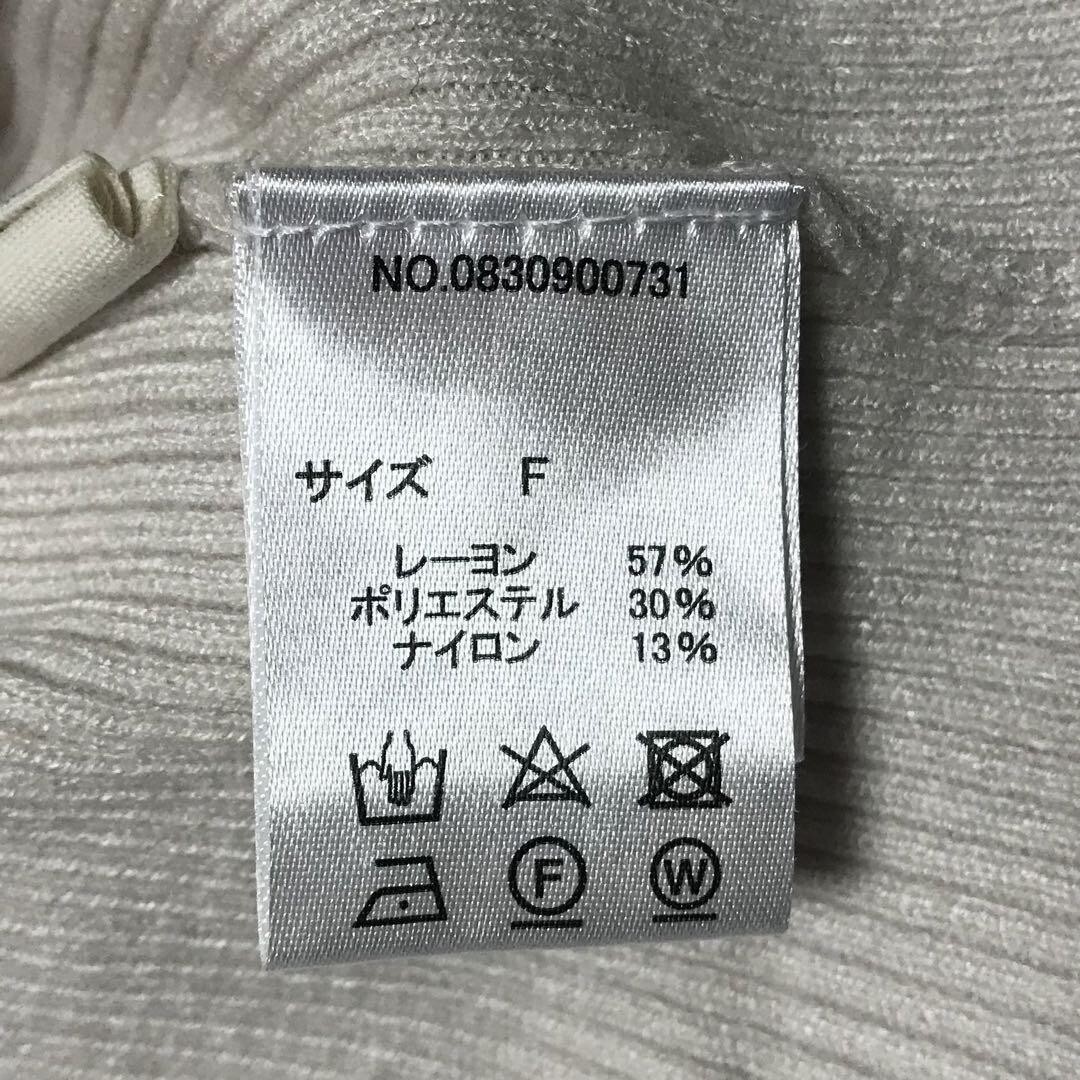 NO.0830900731
サイズ F
レーヨン 57%
ポリエステル 30%
ナイロン 13%
F W